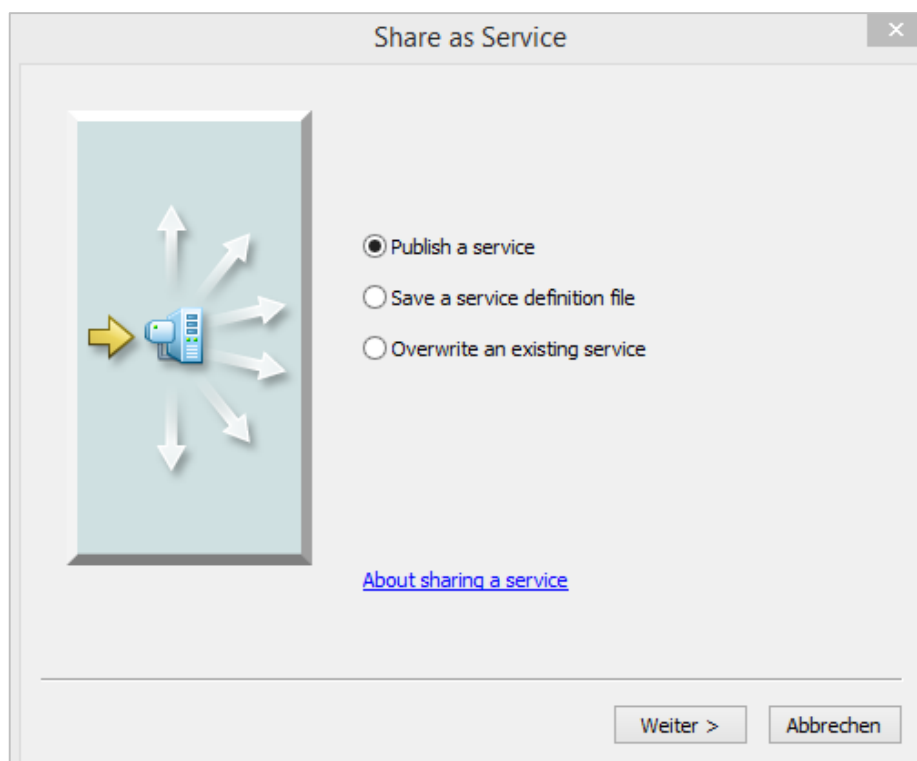 Share as Service
Publish a service
Save a service definition file
Overwrite an existing service
About sharing a service
Weiter >
Abbrechen